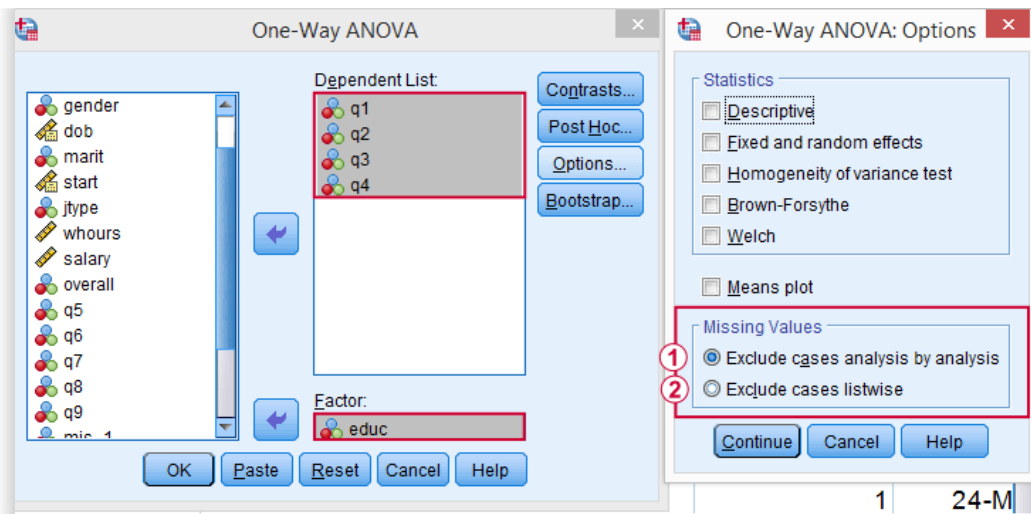 One-Way ANOVA
gender
dob
marit
start
jtype
whours
salary
overall
q5
q6
q7
q8
q9
mis_1
Dependent List:
q1
q2
q3
q4
Factor:
educ
Contrasts...
Post Hoc...
Options...
Bootstrap...
OK
Paste
Reset
Cancel
Help
One-Way ANOVA: Options
Statistics
Descriptive
Fixed and random effects
Homogeneity of variance test
Brown-Forsythe
Welch
Means plot
Missing Values
1 Exclude cases analysis by analysis
2 Exclude cases listwise
Continue
Cancel
Help
1 24-M